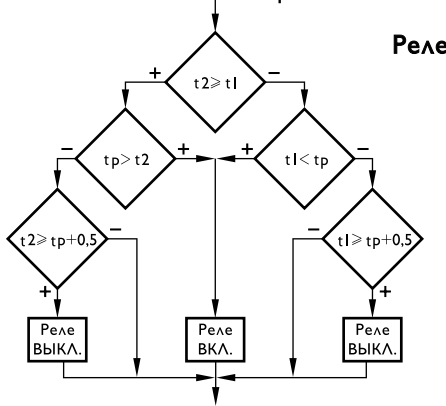 Реле
t2⩾t1
+
−
tp>t2
t1<tp
−
+
+
−
t2⩾tp+0,5
−
−
t1⩾tp+0,5
+
+
Реле
ВЫКЛ.
Реле
ВКЛ.
Реле
ВЫКЛ.